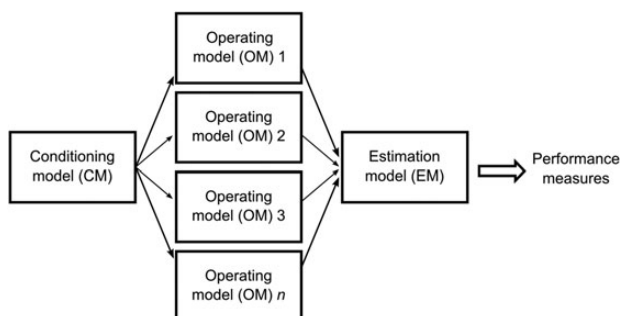 Operating
model (OM) 1
Operating
model (OM) 2
Conditioning
model (CM)
Estimation
model (EM)
Performance
measures
Operating
model (OM) 3
Operating
model (OM) n